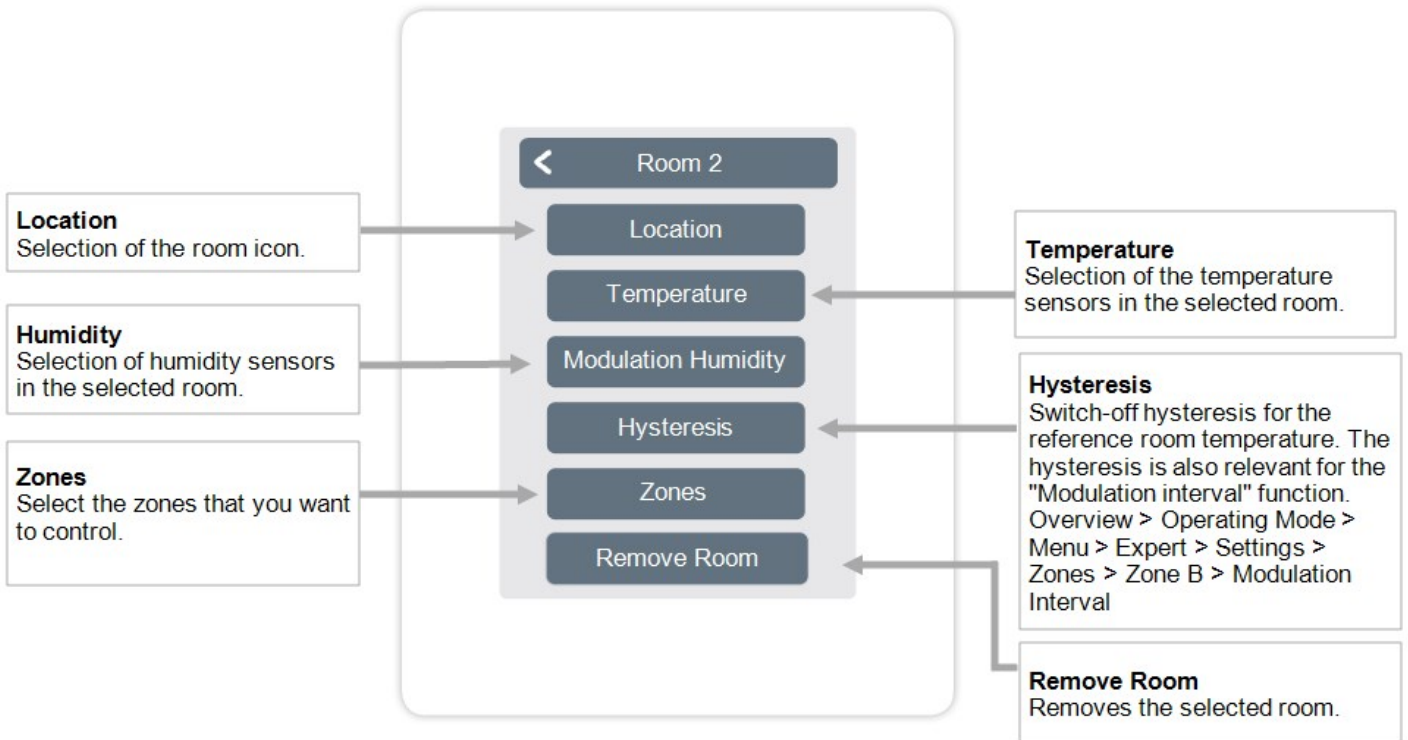 Room 2
Location
Temperature
Modulation Humidity
Hysteresis
Zones
Remove Room
Location
Selection of the room icon.
Humidity
Selection of humidity sensors
in the selected room.
Zones
Select the zones that you want
to control.
Temperature
Selection of the temperature
sensors in the selected room.
Hysteresis
Switch-off hysteresis for the
reference room temperature. The
hysteresis is also relevant for the
"Modulation interval" function.
Overview > Operating Mode >
Menu > Expert > Settings >
Zones > Zone B > Modulation
Interval
Remove Room
Removes the selected room.